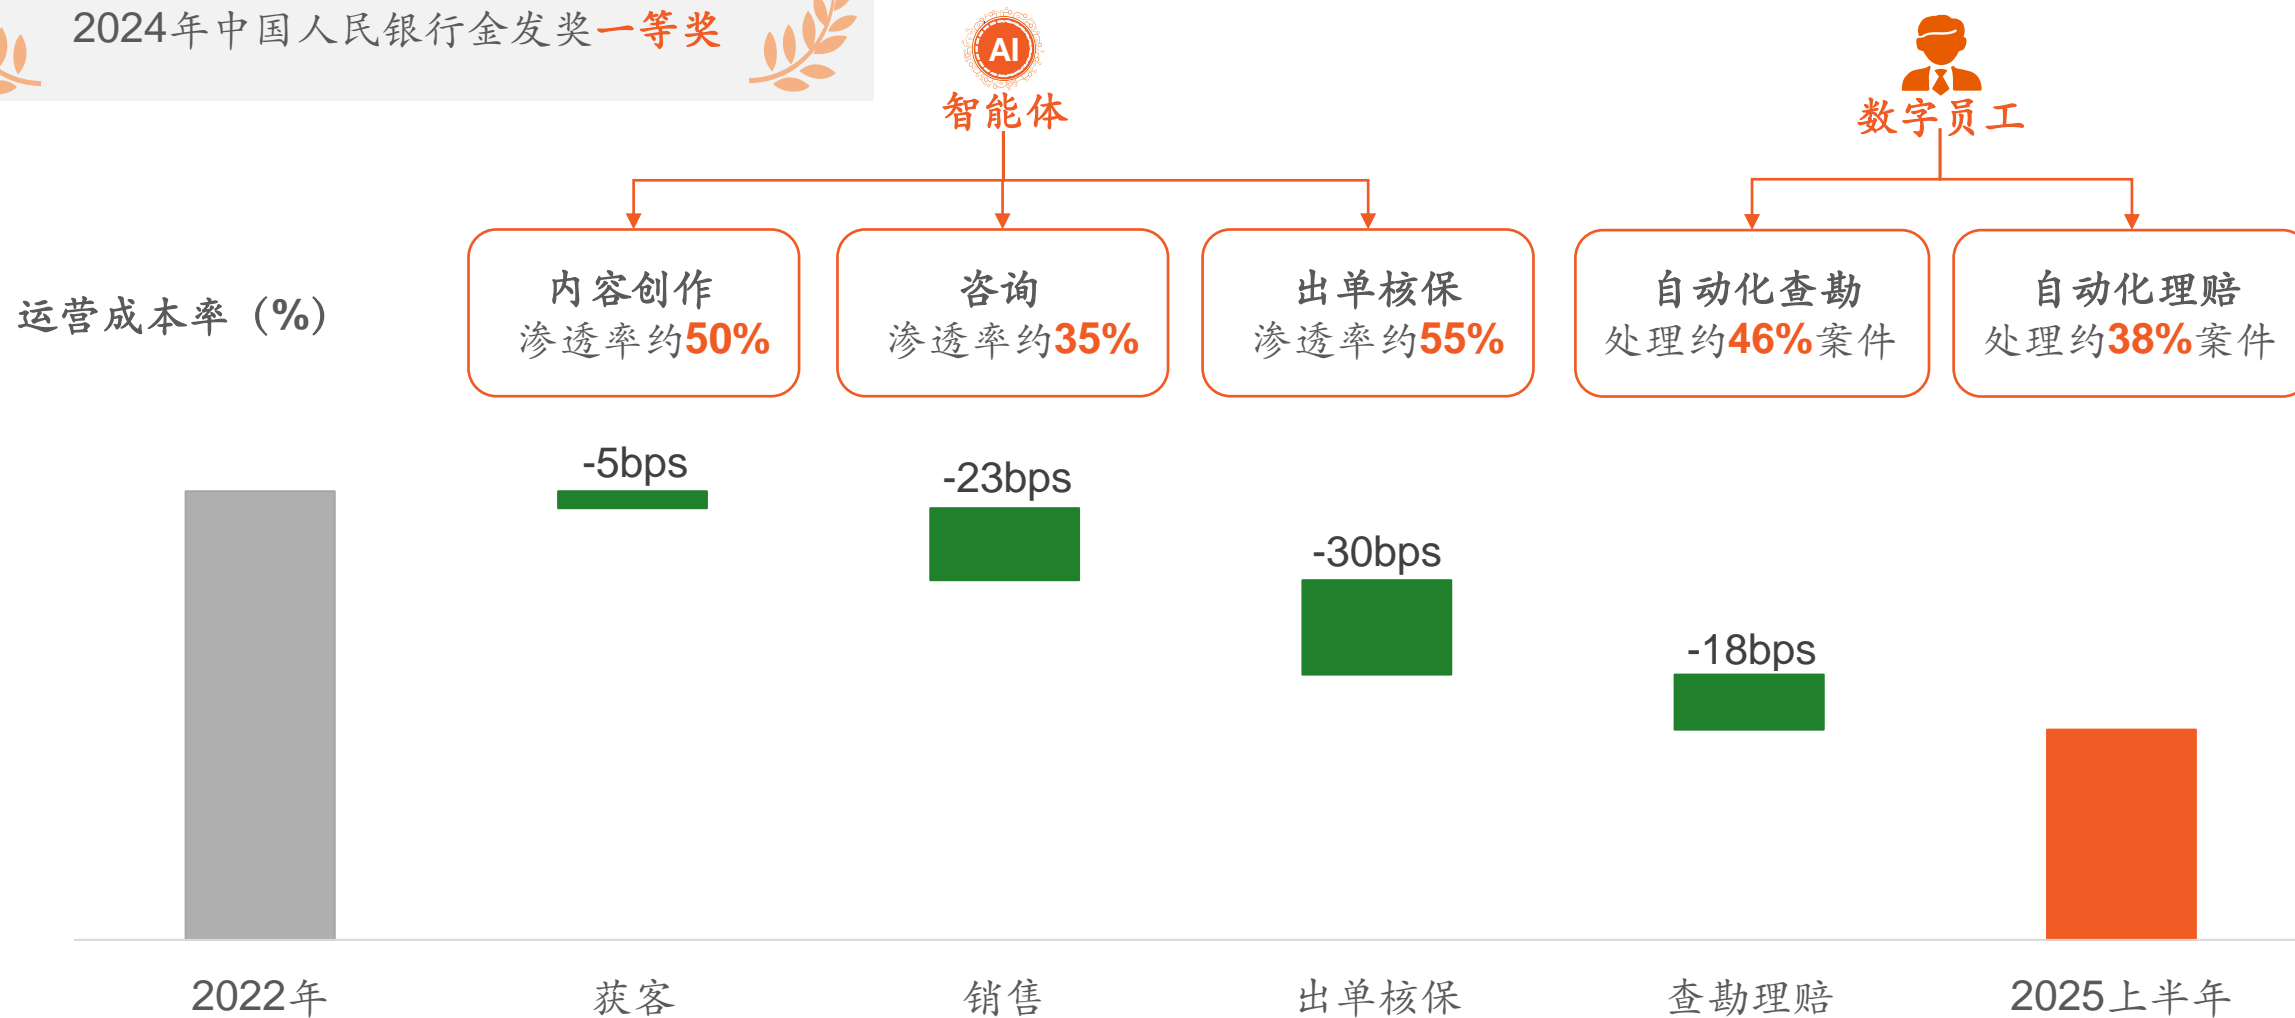 2024年中国人民银行金发奖一等奖
AI
智能体
数字员工
运营成本率（%）
内容创作
渗透率约50%
咨询
渗透率约35%
出单核保
渗透率约55%
自动化查勘
处理约46%案件
自动化理赔
处理约38%案件
-5bps
-23bps
-30bps
-18bps
2022年
获客
销售
出单核保
查勘理赔
2025上半年